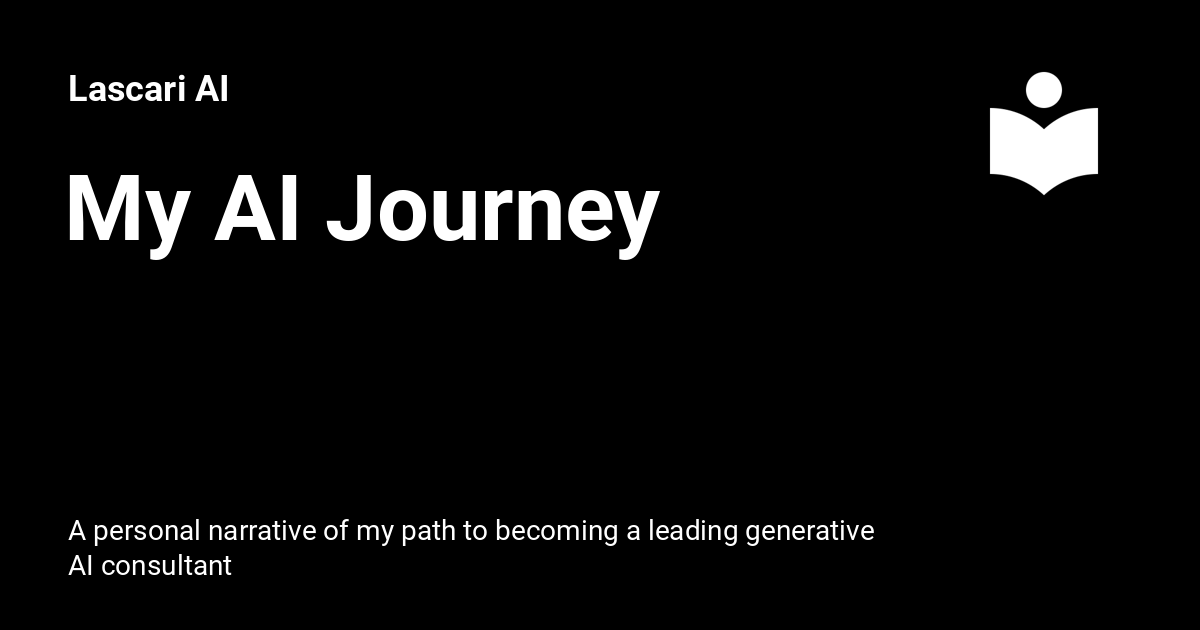 Lascari AI
My AI Journey
A personal narrative of my path to becoming a leading generative
AI consultant